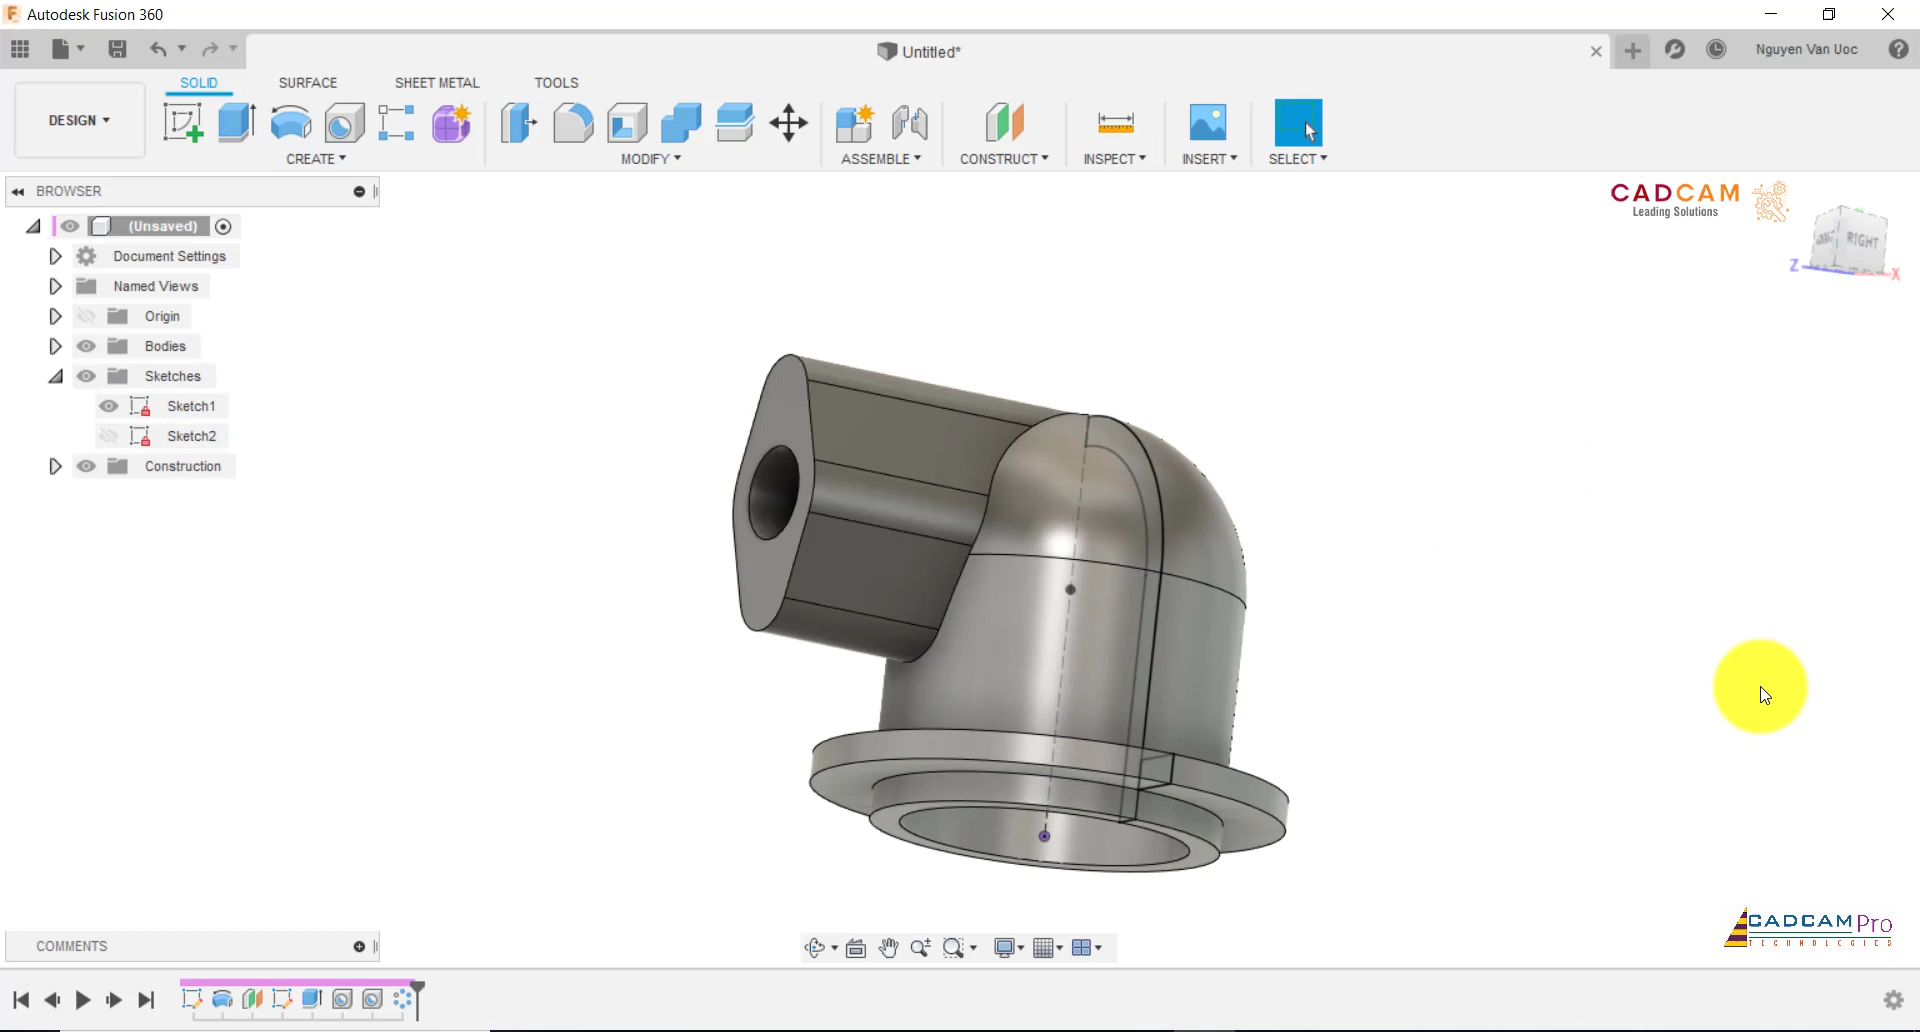 Autodesk Fusion 360
Untitled*
Nguyen Van Uoc
SOLID
SURFACE
SHEET METAL
TOOLS
DESIGN
CREATE
MODIFY
ASSEMBLE
CONSTRUCT
INSPECT
INSERT
SELECT
BROWSER
(Unsaved)
Document Settings
Named Views
Origin
Bodies
Sketches
Sketch1
Sketch2
Construction
CADCAM
Leading Solutions
RIGHT
Z
X
CADCAM Pro
TECHNOLOGIES
COMMENTS